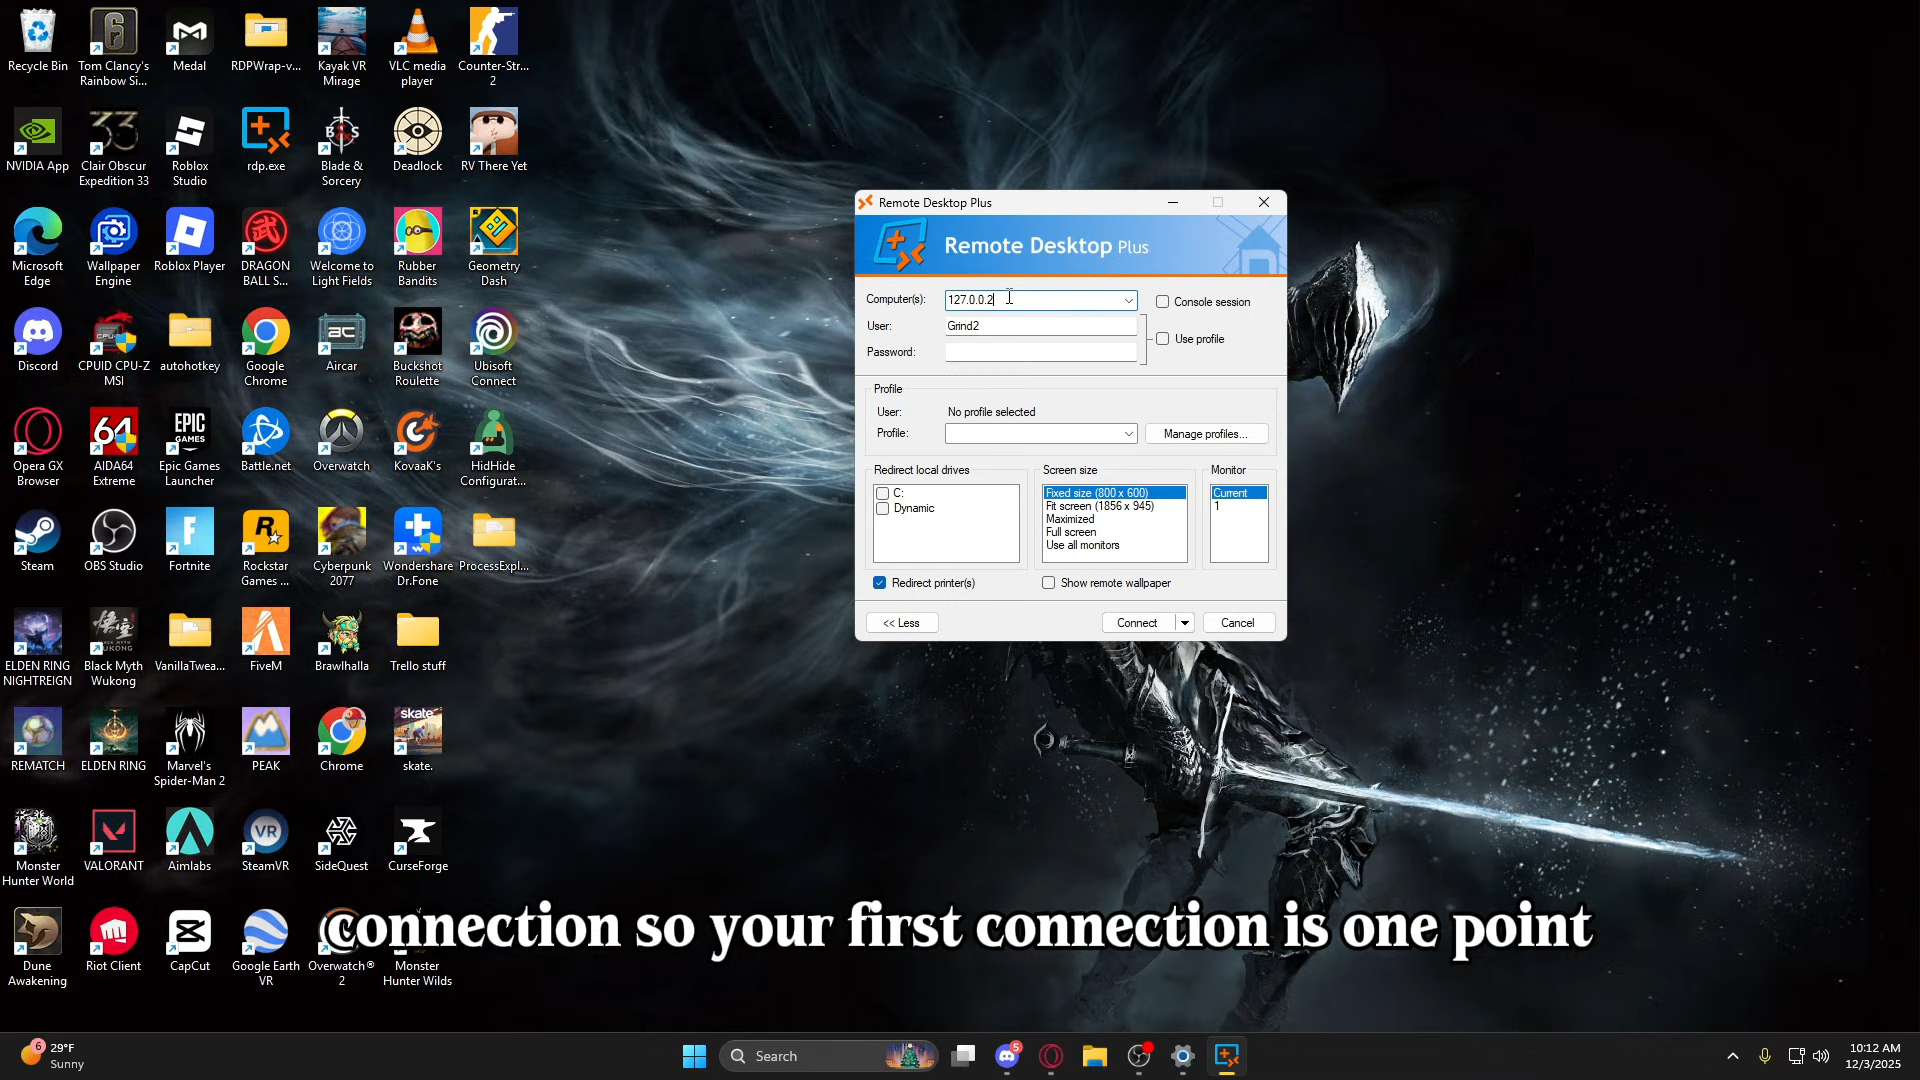 Recycle Bin
Tom Clancy's
Rainbow Si...
Medal
RDPWrap-v...
Kayak VR
Mirage
VLC media
player
Counter-Str...
2
NVIDIA App
Clair Obscur
Expedition 33
Roblox
Studio
rdp.exe
Blade &
Sorcery
Deadlock
RV There Yet
Microsoft
Edge
Wallpaper
Engine
Roblox Player
DRAGON
BALL S...
Welcome to
Light Fields
Rubber
Bandits
Geometry
Dash
Discord
CPUID CPU-Z
MSI
autohotkey
Google
Chrome
Aircar
Buckshot
Roulette
Ubisoft
Connect
Opera GX
Browser
AIDA64
Extreme
Epic Games
Launcher
Battle.net
Overwatch
KovaaK's
HidHide
Configurat...
Steam
OBS Studio
Fortnite
Rockstar
Games ...
Cyberpunk
2077
Wondershare
Dr.Fone
ProcessExpl...
ELDEN RING
NIGHTREIGN
Black Myth
Wukong
VanillaTwea...
FiveM
Brawlhalla
Trello stuff
REMATCH
ELDEN RING
Marvel's
Spider-Man 2
PEAK
Chrome
skate.
Monster
Hunter World
VALORANT
Aimlabs
SteamVR
SideQuest
CurseForge
Dune
Awakening
Riot Client
CapCut
Google Earth
VR
Overwatch®
2
Monster
Hunter Wilds
Remote Desktop Plus
Remote Desktop Plus
Computer(s): 127.0.0.2
Console session
User: Grind2
Use profile
Password:
Profile
User: No profile selected
Profile:
Manage profiles...
Redirect local drives
C:
Dynamic
Screen size
Fixed size (800 x 600)
Fit screen (1856 x 945)
Maximized
Full screen
Use all monitors
Monitor
Current
1
Redirect printer(s)
Show remote wallpaper
<< Less
Connect
Cancel
connection so your first connection is one point
6
29°F
Sunny
Search
5
10:12 AM
12/3/2025